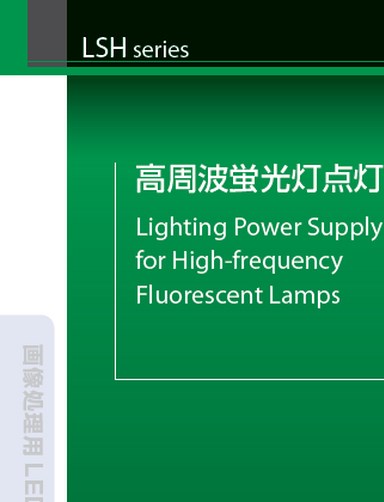 LSH series
高周波蛍光灯点灯
Lighting Power Supply
for High-frequency
Fluorescent Lamps
画像処理用 LED